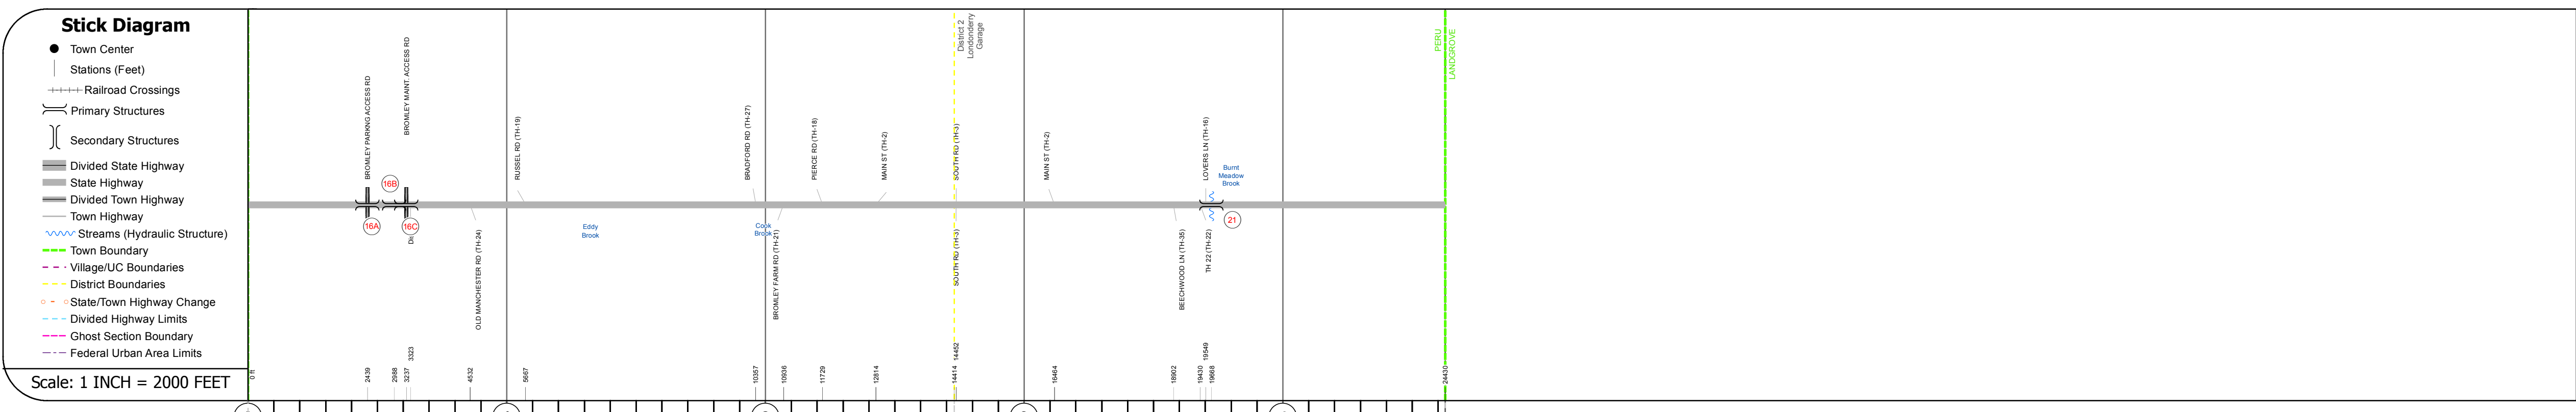 Stick Diagram
Town Center
Stations (Feet)
Railroad Crossings
Primary Structures
Secondary Structures
Divided State Highway
State Highway
Divided Town Highway
Town Highway
Streams (Hydraulic Structure)
Town Boundary
Village/UC Boundaries
District Boundaries
State/Town Highway Change
Divided Highway Limits
Ghost Section Boundary
Federal Urban Area Limits
Scale: 1 INCH = 2000 FEET
BROMLEY PARKNG ACCESS RD
BROMLEY MAINT. ACCESS RD
16B
16A
16C
OLD MANCHESTER RD (TH-24)
RUSSEL RD (TH-19)
Eddy
Brook
BRADFORD RD (TH-27)
Cook
Brook
BROMLEY FARM RD (TH-21)
PIERCE RD (TH-18)
MAIN ST (TH-2)
District 2
Londonderry
Garage
SOUTH RD (TH-3)
SOUTH RD (TH-3)
MAIN ST (TH-2)
BEECHWOOD LN (TH-35)
LOVERS LN (TH-16)
TH 22 (TH-22)
Burnt
Meadow
Brook
21
PERU
LANDGROVE
0 ft
2439
2988
3237
3323
4532
5667
10357
10936
11729
12814
14414
14452
16464
18902
19430
19549
19668
24430